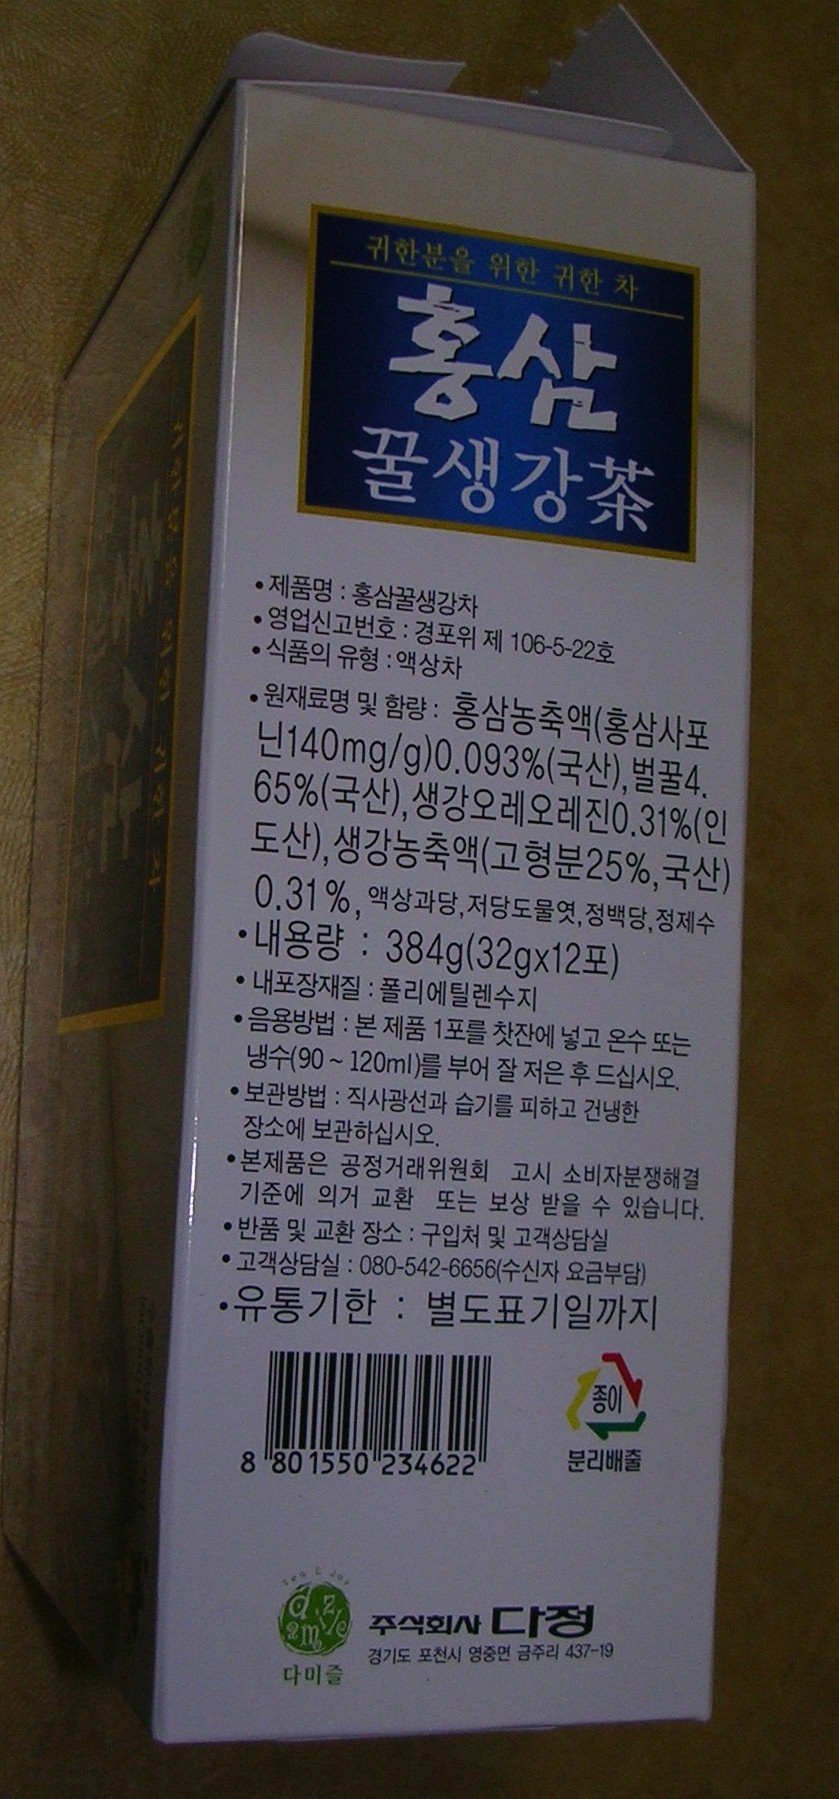 귀한분을 위한 귀한 차
홍삼
꿀생강茶
• 제품명 : 홍삼꿀생강차
• 영업신고번호 : 경포위 제 106-5-22호
• 식품의 유형 : 액상차
• 원재료명 및 함량 : 홍삼농축액(홍삼사포
닌140mg/g)0.093%(국산), 벌꿀4.
65%(국산), 생강오레오레진0.31%(인
도산), 생강농축액(고형분25%, 국산)
0.31%, 액상과당, 저당도물엿, 정백당, 정제수
• 내용량 : 384g(32gx12포)
• 내포장재질 : 폴리에틸렌수지
• 음용방법 : 본 제품 1포를 찻잔에 넣고 온수 또는
냉수(90 ~ 120ml)를 부어 잘 저은 후 드십시오.
• 보관방법 : 직사광선과 습기를 피하고 건냉한
장소에 보관하십시오.
• 본제품은 공정거래위원회 고시 소비자분쟁해결
기준에 의거 교환 또는 보상 받을 수 있습니다.
• 반품 및 교환 장소 : 구입처 및 고객상담실
• 고객상담실 : 080-542-6656(수신자 요금부담)
• 유통기한 : 별도표기일까지
8 801550 234622
종이
분리배출
Tea & Joy
다미즐
주식회사 다정
경기도 포천시 영중면 금주리 437-19